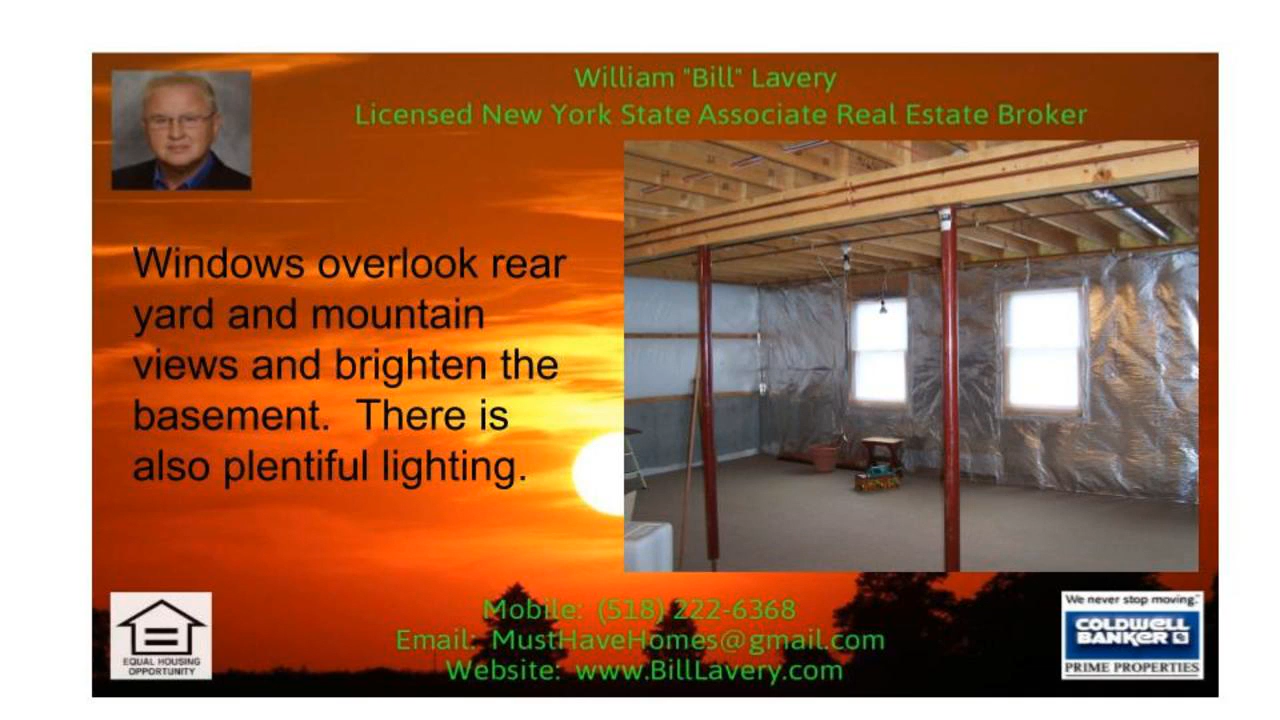 William "Bill" Lavery
Licensed New York State Associate Real Estate Broker
Windows overlook rear
yard and mountain
views and brighten the
basement.  There is
also plentiful lighting.
Mobile:  (518) 222-6368
Email:  MustHaveHomes@gmail.com
Website:  www.BillLavery.com
EQUAL HOUSING
OPPORTUNITY
We never stop moving.™
COLDWELL
BANKER
PRIME PROPERTIES